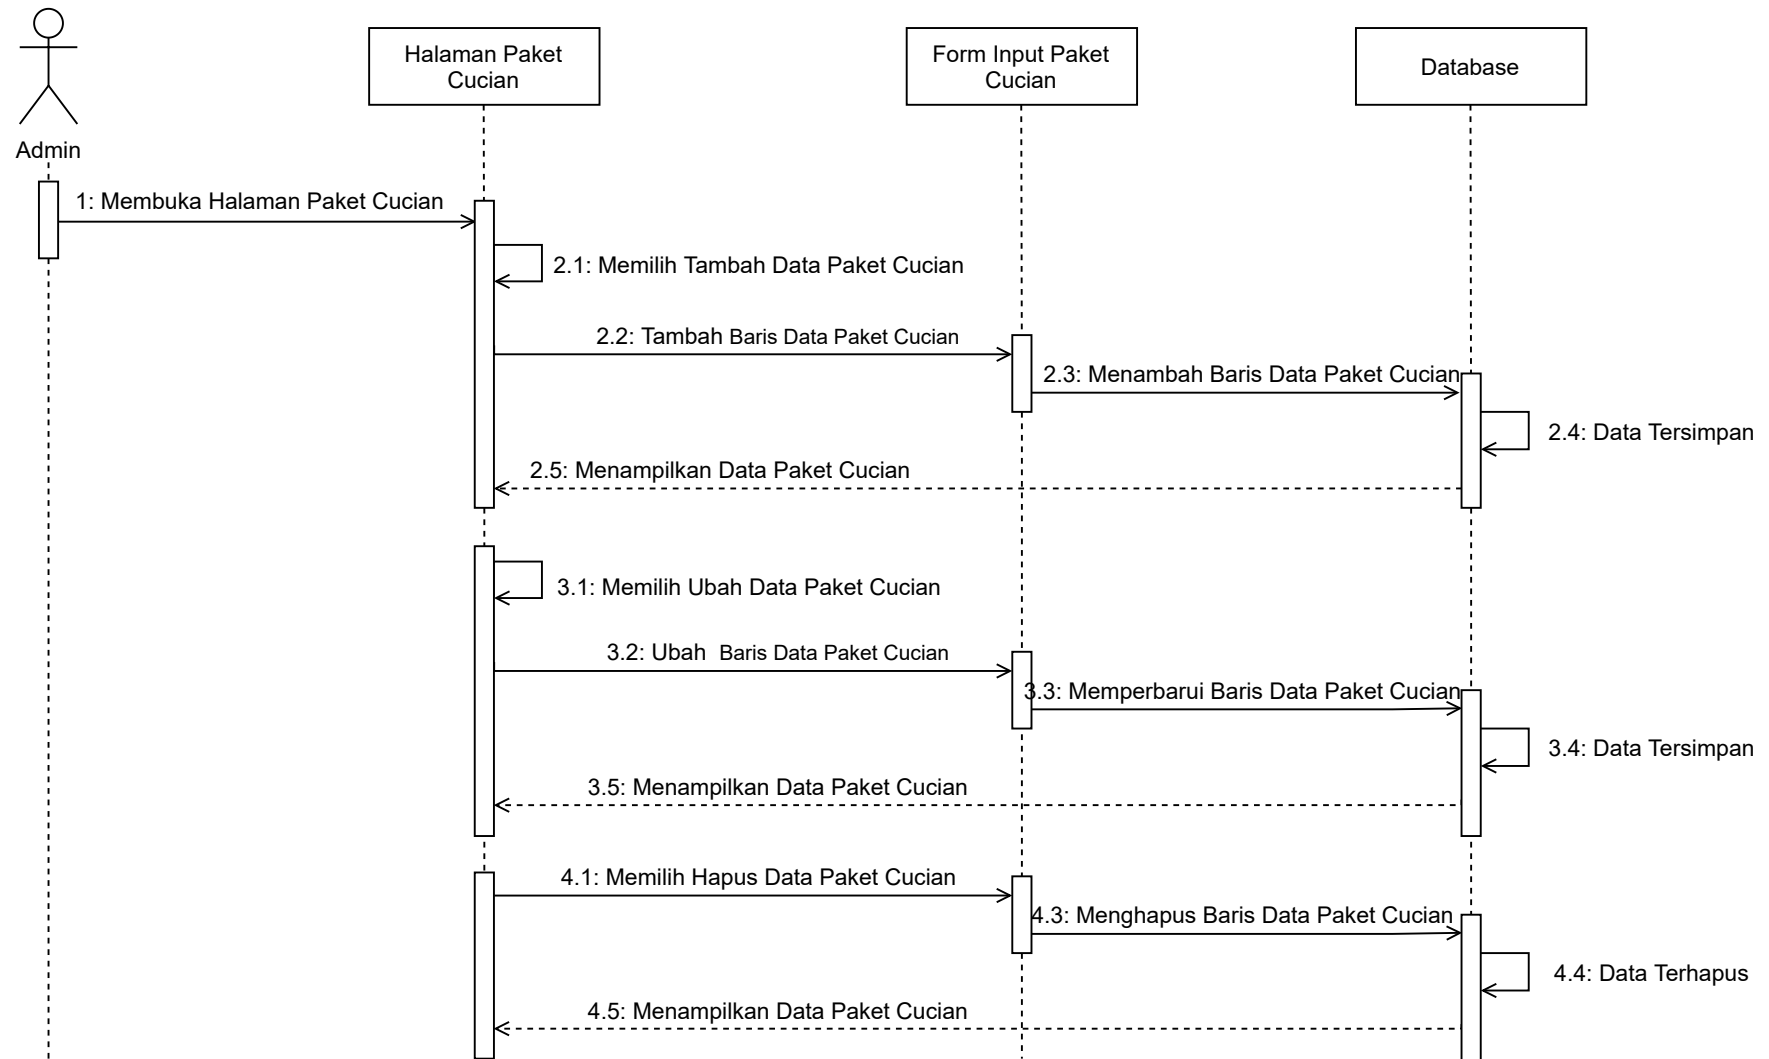 Halaman Paket
Cucian
Form Input Paket
Cucian
Database
Admin
1: Membuka Halaman Paket Cucian
2.1: Memilih Tambah Data Paket Cucian
2.2: Tambah Baris Data Paket Cucian
2.3: Menambah Baris Data Paket Cucian
2.4: Data Tersimpan
2.5: Menampilkan Data Paket Cucian
3.1: Memilih Ubah Data Paket Cucian
3.2: Ubah  Baris Data Paket Cucian
3.3: Memperbarui Baris Data Paket Cucian
3.4: Data Tersimpan
3.5: Menampilkan Data Paket Cucian
4.1: Memilih Hapus Data Paket Cucian
4.3: Menghapus Baris Data Paket Cucian
4.4: Data Terhapus
4.5: Menampilkan Data Paket Cucian